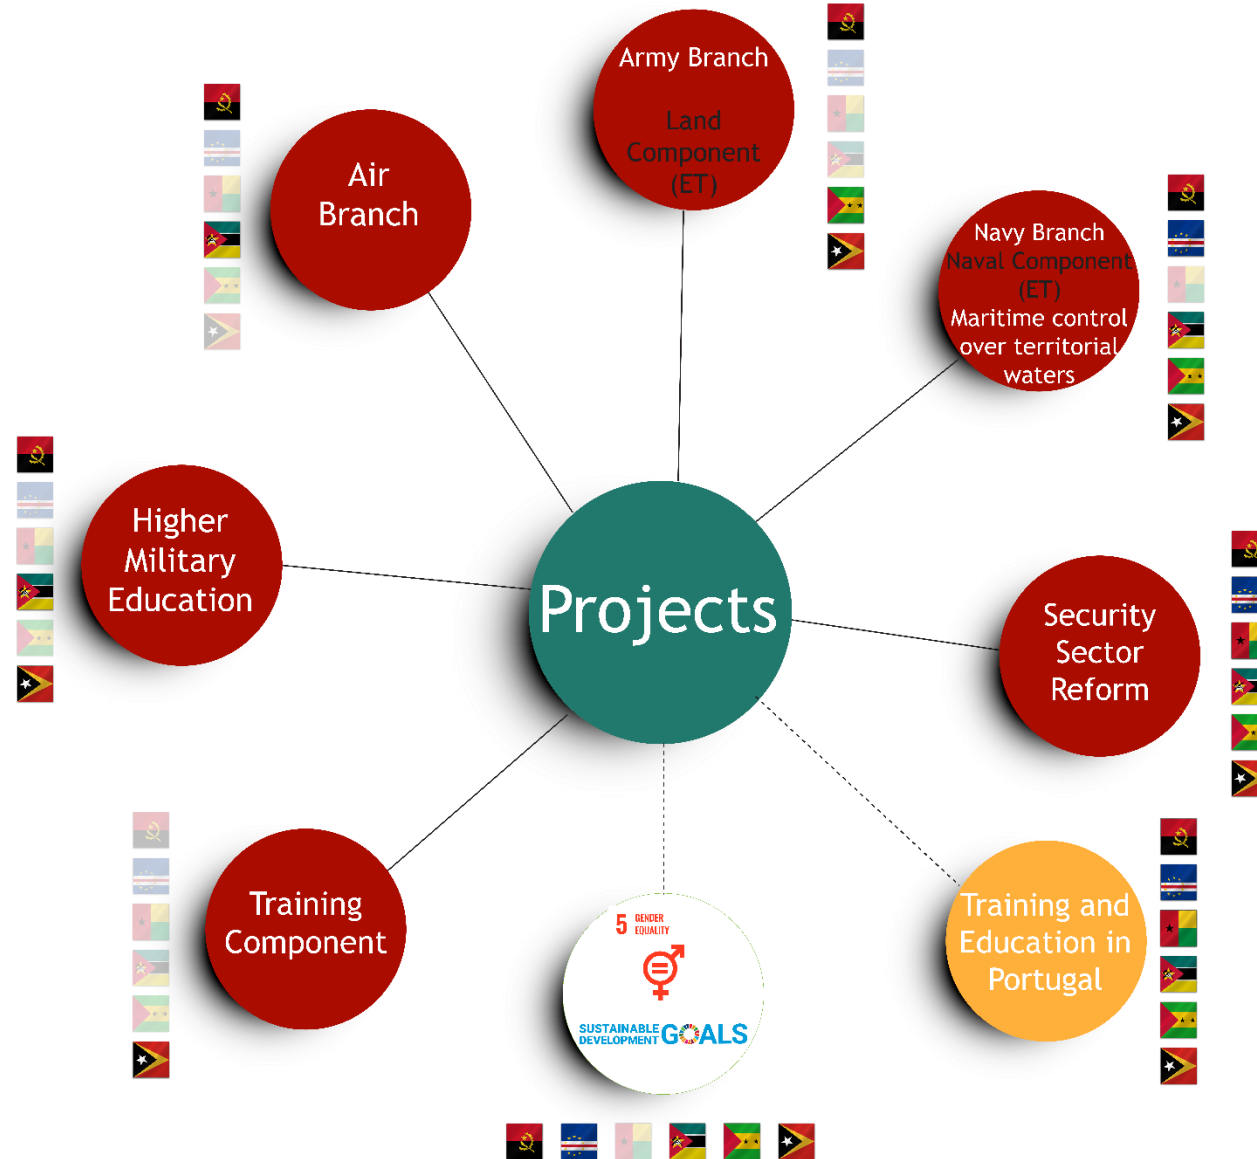 Army Branch
Land
Component
(ET)
Air
Branch
Navy Branch
Naval Component
(ET)
Maritime control
over territorial
waters
Higher
Military
Education
Projects
Security
Sector
Reform
Training
Component
5 GENDER
EQUALITY
SUSTAINABLE
DEVELOPMENT GOALS
Training and
Education in
Portugal